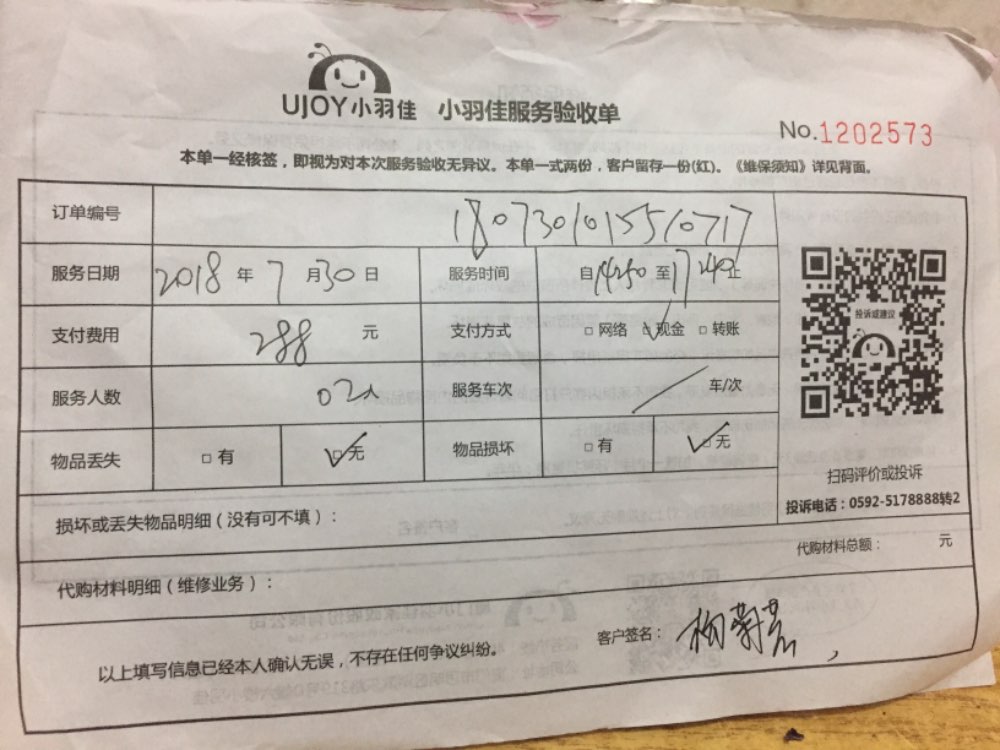 UJOY小羽佳 小羽佳服务验收单
No.1202573
本单一经核签，即视为对本次服务验收无异议。本单一式两份，客户留存一份(红)。《维保须知》详见背面。
订单编号 180730101551 0717
服务日期 2018 年 7 月 30 日 服务时间 自 至 17 40 止
支付费用 288 元 支付方式 □ 网络 ☑ 现金 □ 转账
服务人数 02人 服务车次 / 车/次
物品丢失 □ 有 ☑ 无 物品损坏 □ 有 ☑ 无
投诉或建议
扫码评价或投诉
投诉电话：0592-5178888转2
损坏或丢失物品明细（没有可不填）：
代购材料总额： 元
代购材料明细（维修业务）：
客户签名： 杨
以上填写信息已经本人确认无误，不存在任何争议纠纷。